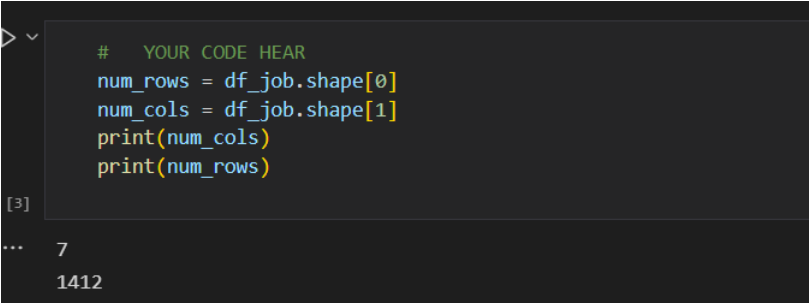 #   YOUR CODE HEAR
num_rows = df_job.shape[0]
num_cols = df_job.shape[1]
print(num_cols)
print(num_rows)
[3]
... 7
1412